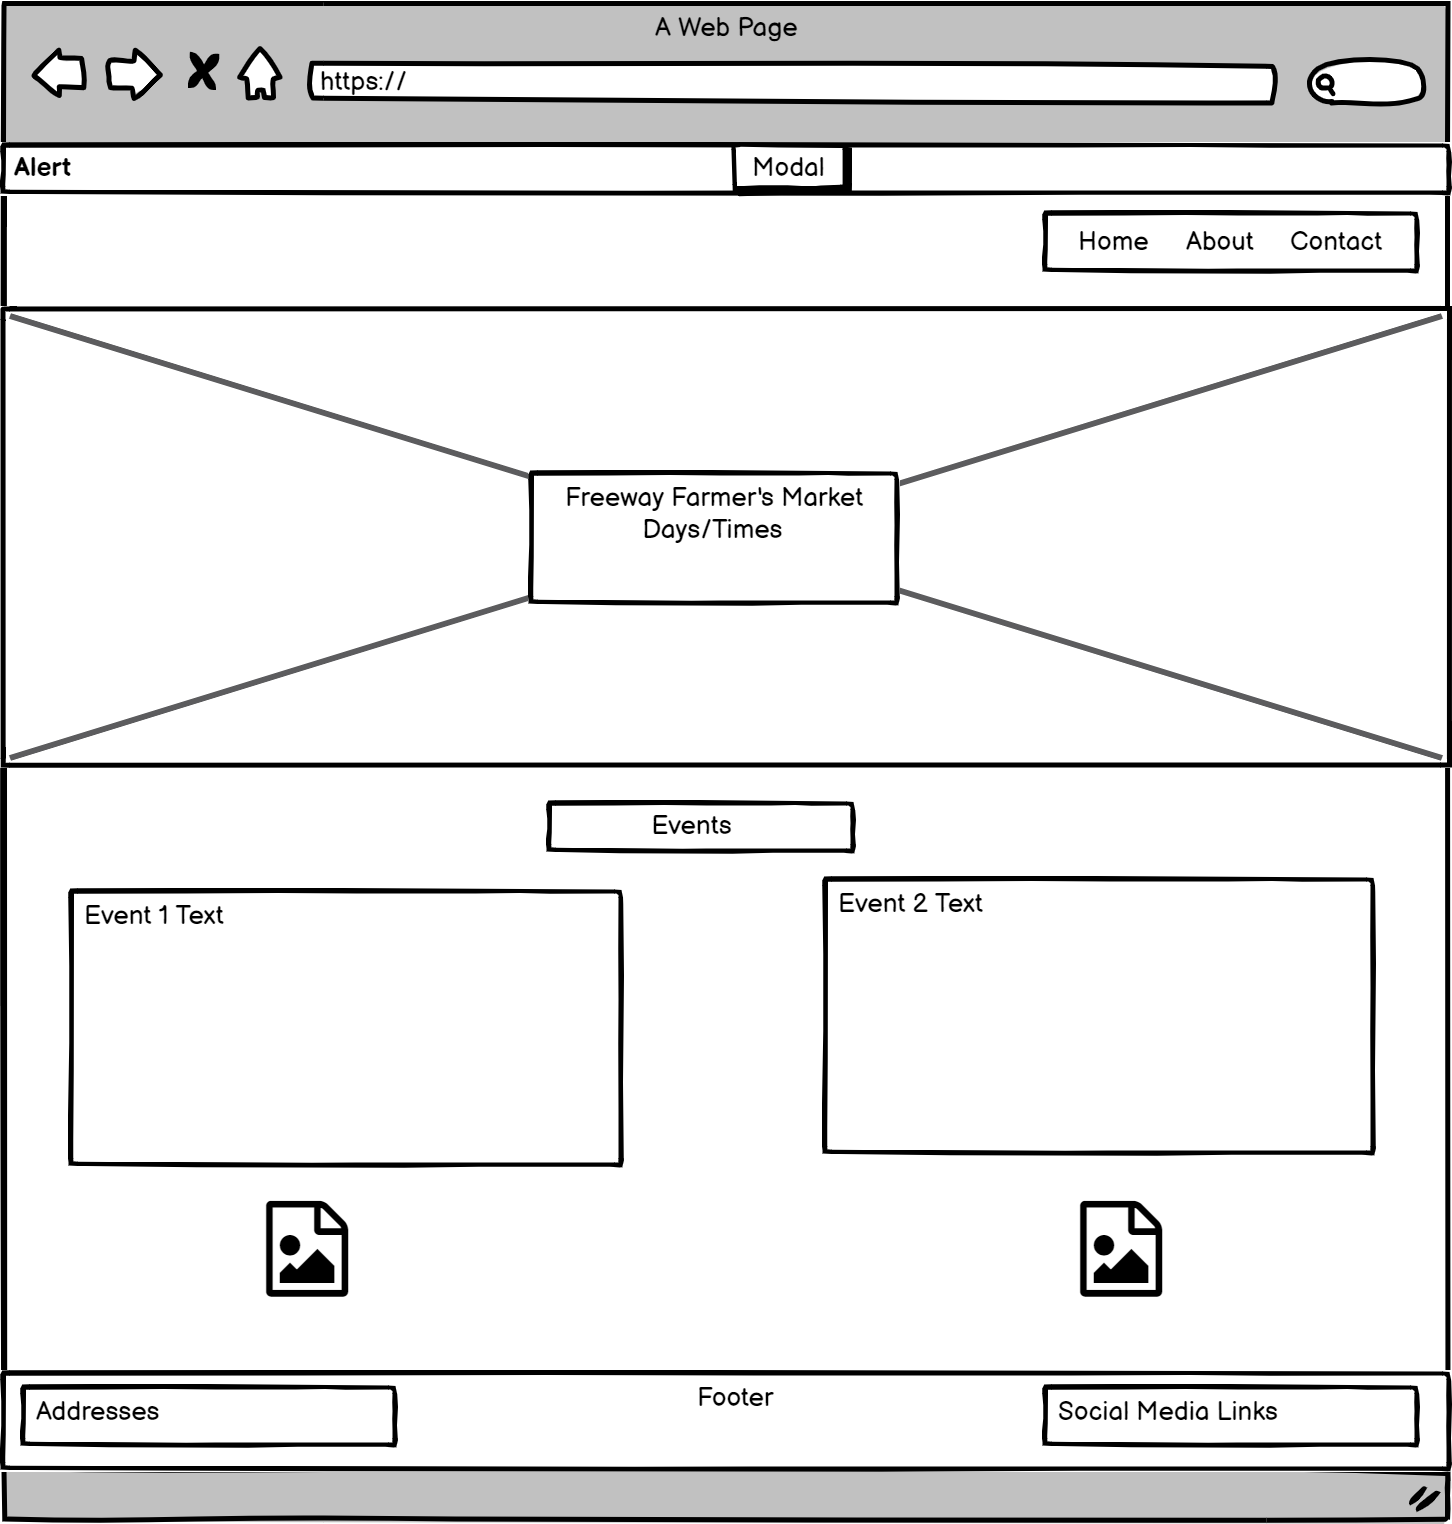 A Web Page
https://
Alert
Modal
Home About Contact
Freeway Farmer's Market
Days/Times
Events
Event 1 Text
Event 2 Text
Footer
Addresses
Social Media Links